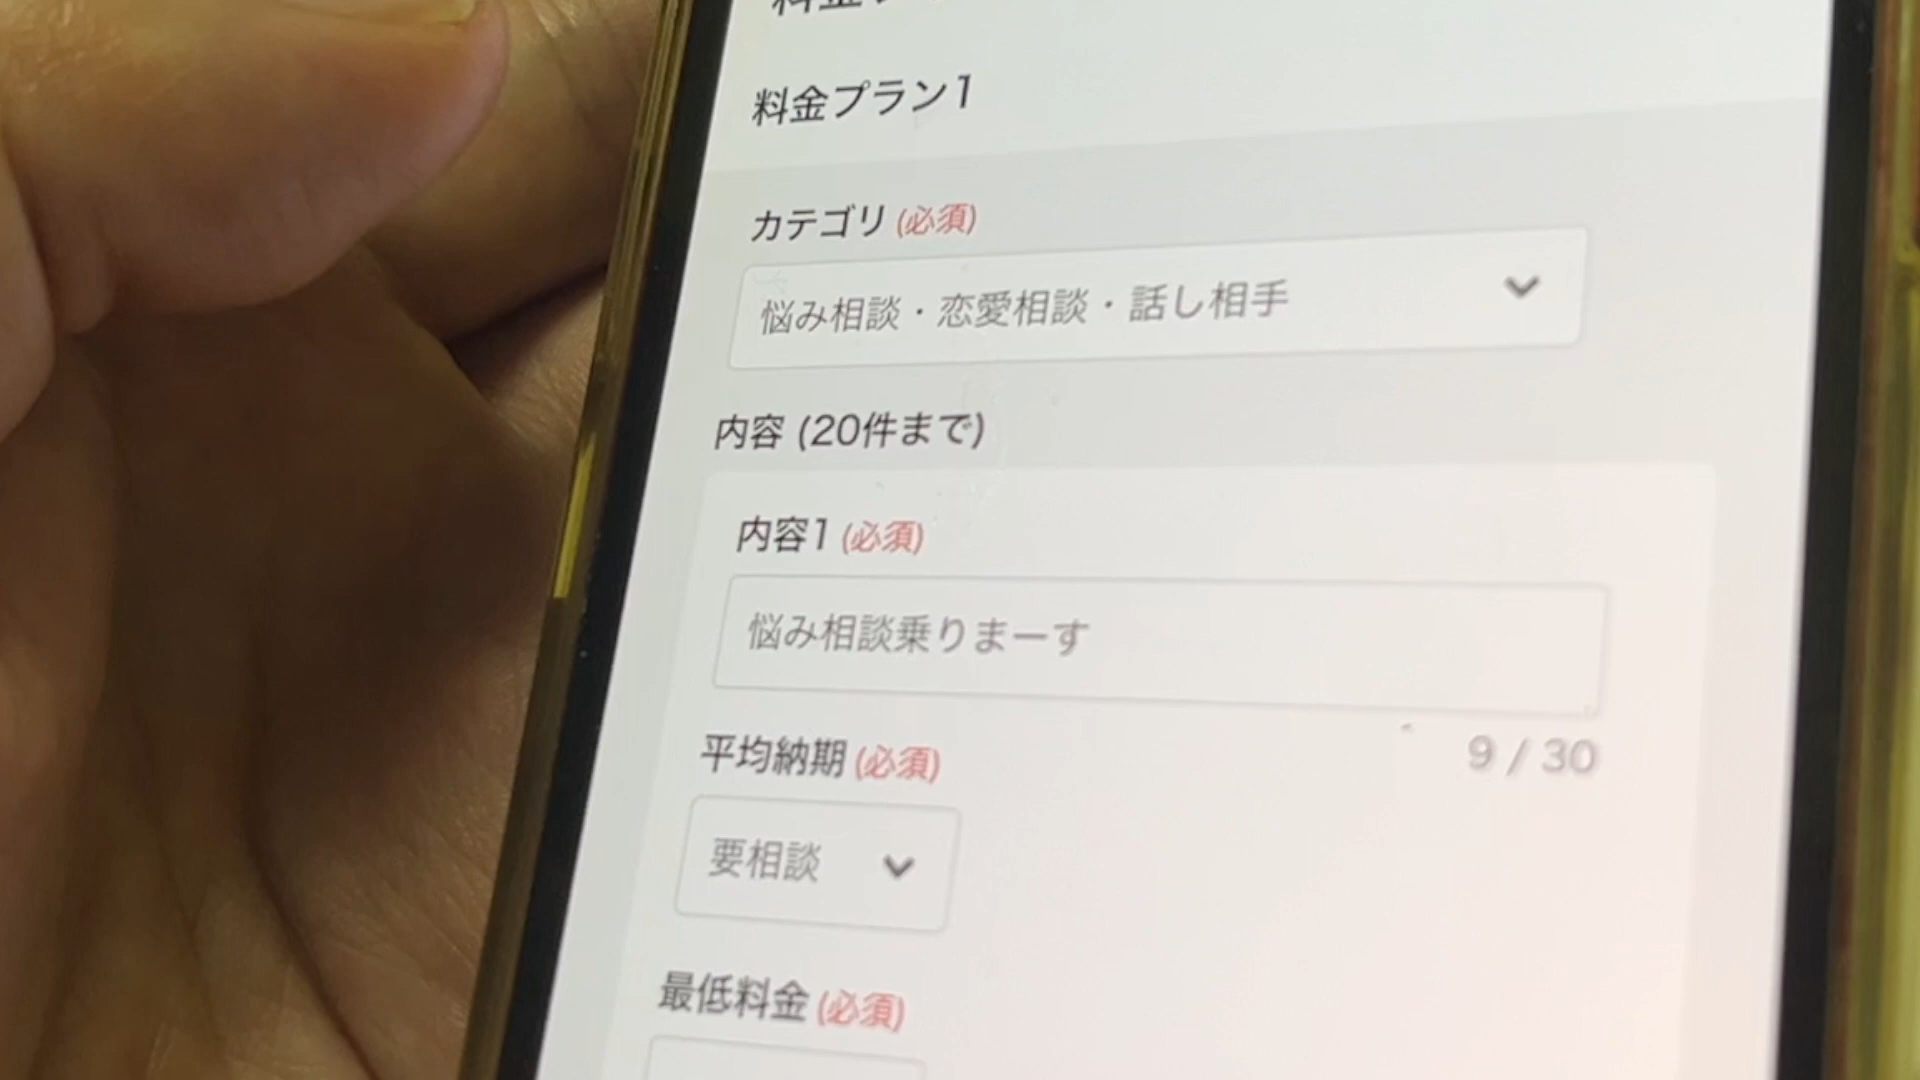 料金プラン1
カテゴリ (必須)
悩み相談・恋愛相談・話し相手
内容 (20件まで)
内容1 (必須)
悩み相談乗りまーす
9 / 30
平均納期 (必須)
要相談
最低料金 (必須)